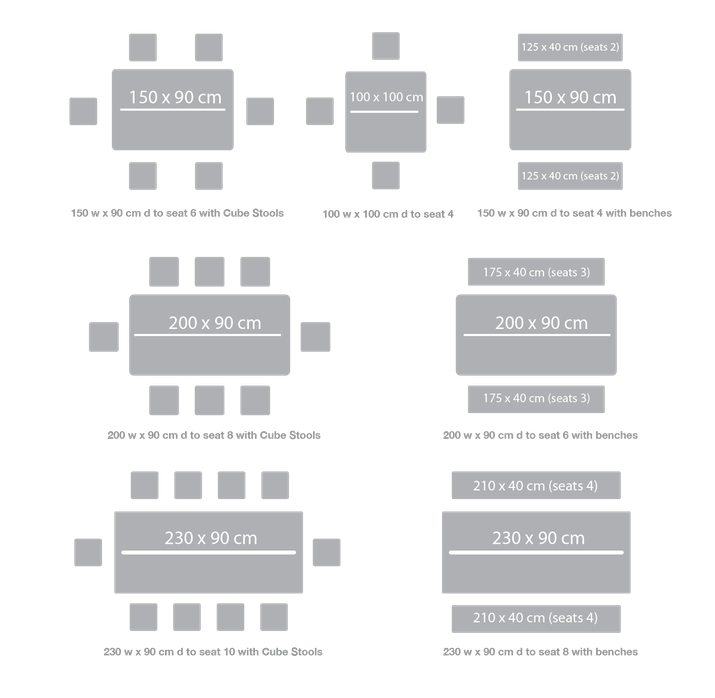 125 x 40 cm (seats 2)
150 x 90 cm
100 x 100 cm
150 x 90 cm
125 x 40 cm (seats 2)
150 w x 90 cm d to seat 6 with Cube Stools
100 w x 100 cm d to seat 4
150 w x 90 cm d to seat 4 with benches
175 x 40 cm (seats 3)
200 x 90 cm
200 x 90 cm
175 x 40 cm (seats 3)
200 w x 90 cm d to seat 8 with Cube Stools
200 w x 90 cm d to seat 6 with benches
210 x 40 cm (seats 4)
230 x 90 cm
230 x 90 cm
210 x 40 cm (seats 4)
230 w x 90 cm d to seat 10 with Cube Stools
230 w x 90 cm d to seat 8 with benches